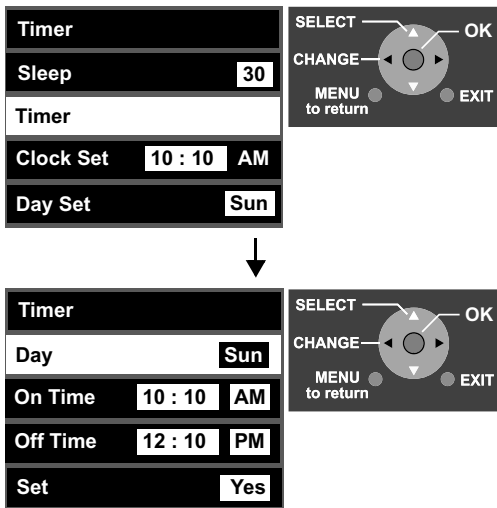 Timer
Sleep 30
Timer
Clock Set 10 : 10 AM
Day Set Sun
SELECT
OK
CHANGE
MENU
to return
EXIT
Timer
Day Sun
On Time 10 : 10 AM
Off Time 12 : 10 PM
Set Yes
SELECT
OK
CHANGE
MENU
to return
EXIT